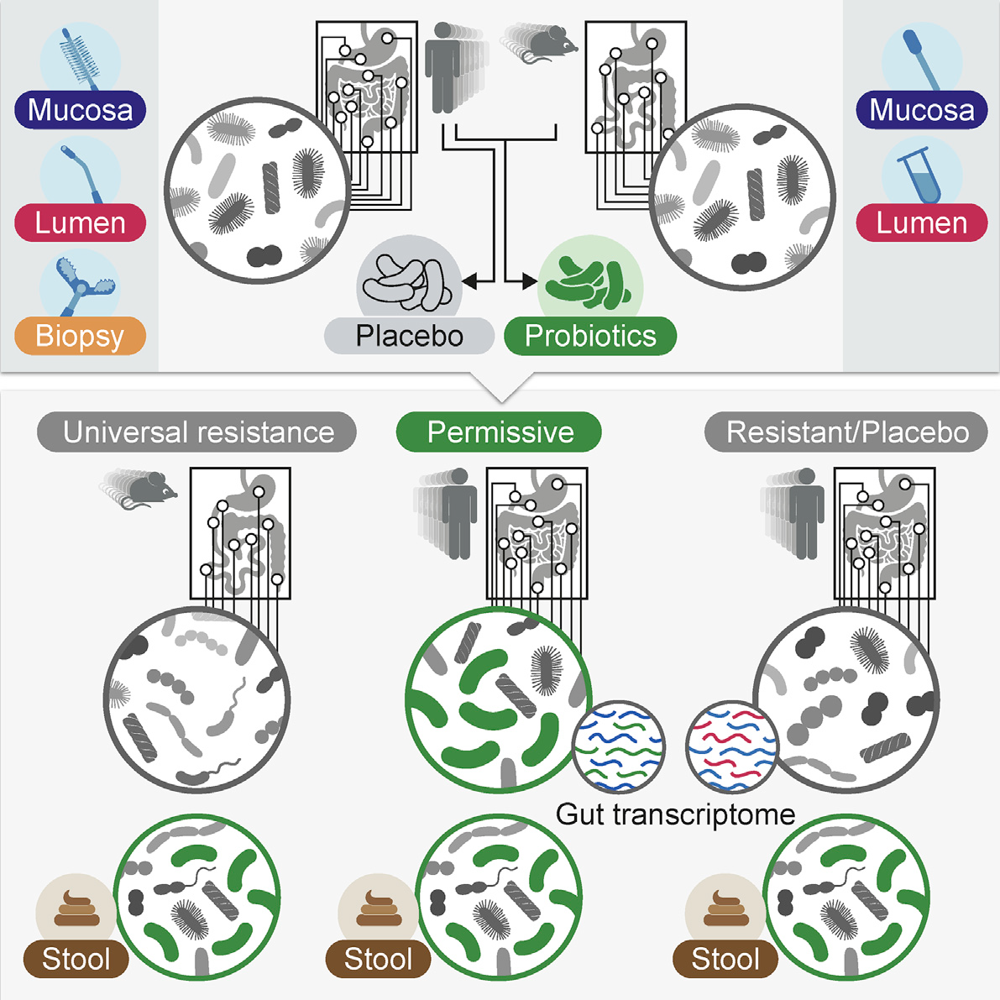 Mucosa
Lumen
Biopsy
Mucosa
Lumen
Placebo
Probiotics
Universal resistance
Permissive
Resistant/Placebo
Gut transcriptome
Stool
Stool
Stool